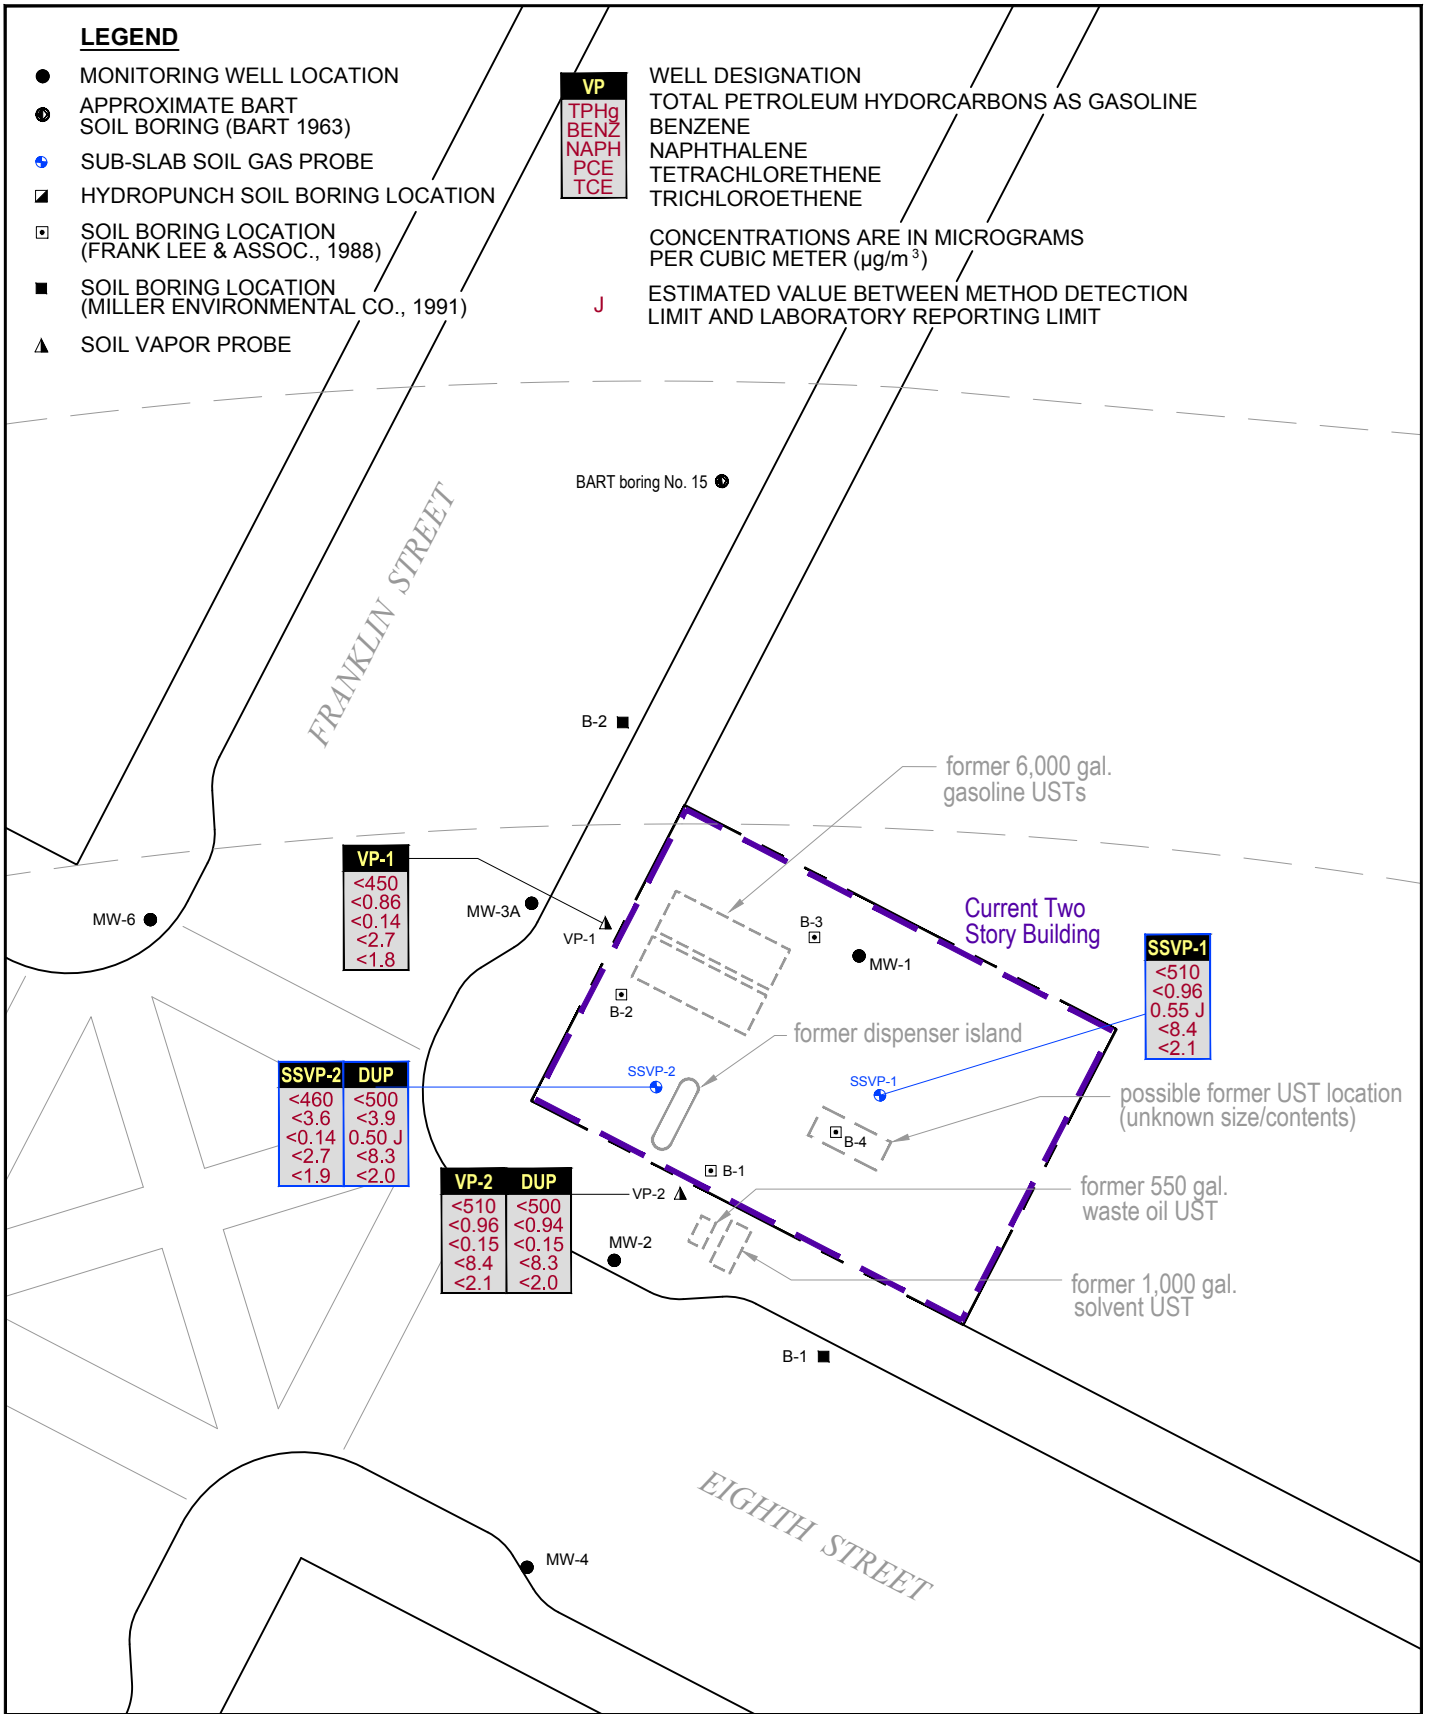 LEGEND
MONITORING WELL LOCATION
APPROXIMATE BART
SOIL BORING (BART 1963)
SUB-SLAB SOIL GAS PROBE
HYDROPUNCH SOIL BORING LOCATION
SOIL BORING LOCATION
(FRANK LEE & ASSOC., 1988)
SOIL BORING LOCATION
(MILLER ENVIRONMENTAL CO., 1991)
SOIL VAPOR PROBE
VP WELL DESIGNATION
TPHg TOTAL PETROLEUM HYDORCARBONS AS GASOLINE
BENZ BENZENE
NAPH NAPHTHALENE
PCE TETRACHLORETHENE
TCE TRICHLOROETHENE
CONCENTRATIONS ARE IN MICROGRAMS
PER CUBIC METER (µg/m³)
J ESTIMATED VALUE BETWEEN METHOD DETECTION
LIMIT AND LABORATORY REPORTING LIMIT
BART boring No. 15
FRANKLIN STREET
B-2
former 6,000 gal.
gasoline USTs
VP-1
<450
<0.86
<0.14
<2.7
<1.8
MW-6
MW-3A
VP-1
B-3
MW-1
Current Two
Story Building
SSVP-1
<510
<0.96
0.55 J
<8.4
<2.1
B-2
former dispenser island
SSVP-2
SSVP-1
SSVP-2 DUP
<460 <500
<3.6 <3.9
<0.14 0.50 J
<2.7 <8.3
<1.9 <2.0
possible former UST location
(unknown size/contents)
B-4
B-1
VP-2 DUP
<510 <500
<0.96 <0.94
<0.15 <0.15
<8.4 <8.3
<2.1 <2.0
VP-2
former 550 gal.
waste oil UST
MW-2
former 1,000 gal.
solvent UST
B-1
EIGHTH STREET
MW-4